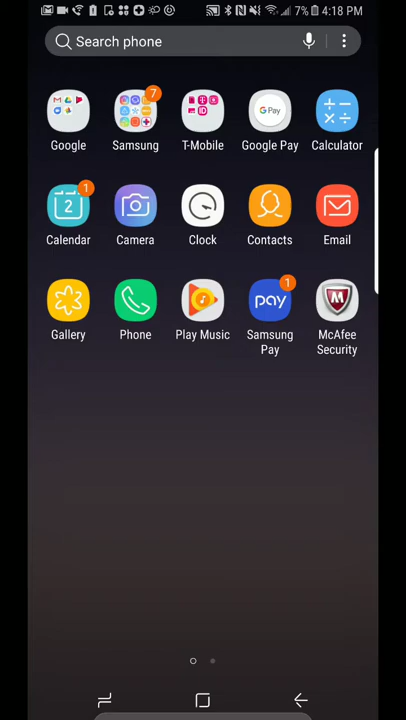 7% 4:18 PM
Search phone
7
G Pay
Google Samsung T-Mobile Google Pay Calculator
1
2
Calendar Camera Clock Contacts Email
1
pay
Gallery Phone Play Music Samsung Pay McAfee Security